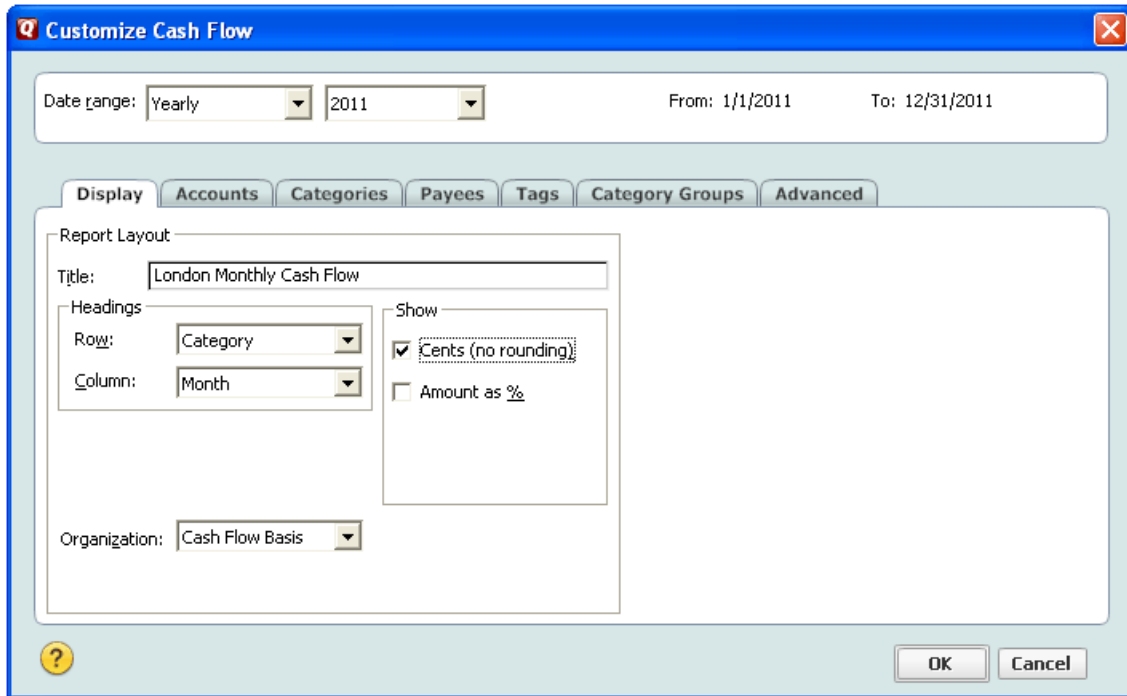 Customize Cash Flow
Date range: Yearly 2011 From: 1/1/2011 To: 12/31/2011
Display Accounts Categories Payees Tags Category Groups Advanced
Report Layout
Title: London Monthly Cash Flow
Headings
Row: Category
Column: Month
Show
Cents (no rounding)
Amount as %
Organization: Cash Flow Basis
? OK Cancel